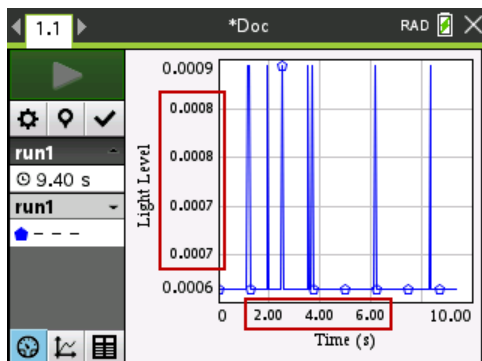 1.1 *Doc RAD
run1
9.40 s
run1
Light Level
0.0009
0.0008
0.0008
0.0007
0.0007
0.0006
0 2.00 4.00 6.00 10.00
Time (s)